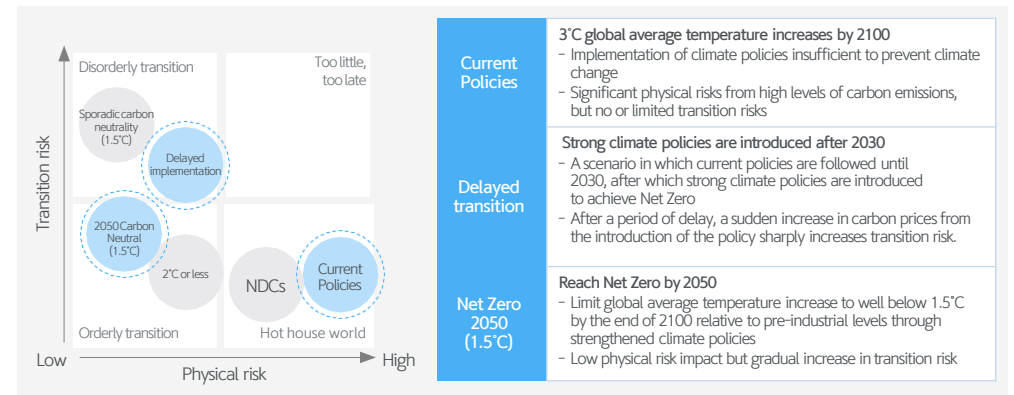 Disorderly transition
Too little,
too late
Sporadic carbon
neutrality
(1.5˚C)
Delayed
implementation
2050 Carbon
Neutral
(1.5˚C)
2˚C or less
NDCs
Current
Policies
Orderly transition
Hot house world
Transition risk
Low
High
Physical risk
Current
Policies
3˚C global average temperature increases by 2100
- Implementation of climate policies insufficient to prevent climate
change
- Significant physical risks from high levels of carbon emissions,
but no or limited transition risks
Delayed
transition
Strong climate policies are introduced after 2030
- A scenario in which current policies are followed until
2030, after which strong climate policies are introduced
to achieve Net Zero
- After a period of delay, a sudden increase in carbon prices from
the introduction of the policy sharply increases transition risk.
Net Zero
2050
(1.5˚C)
Reach Net Zero by 2050
- Limit global average temperature increase to well below 1.5˚C
by the end of 2100 relative to pre-industrial levels through
strengthened climate policies
- Low physical risk impact but gradual increase in transition risk